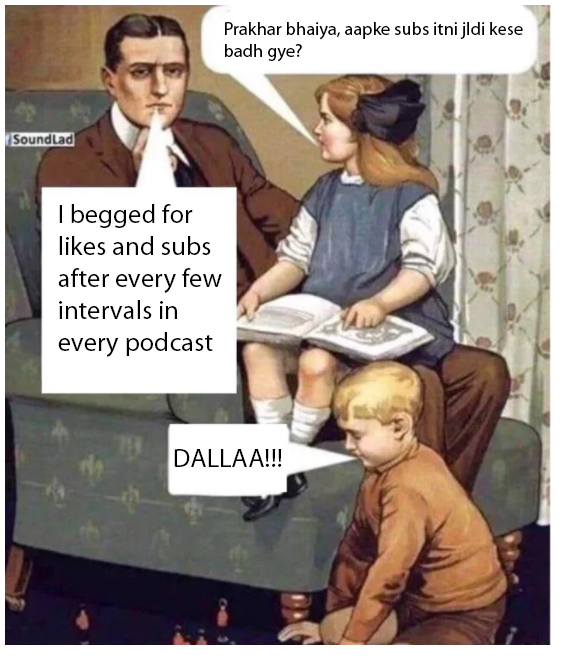 Prakhar bhaiya, aapke subs itni jldi kese
badh gye?
SoundLad
I begged for
likes and subs
after every few
intervals in
every podcast
DALLAA!!!